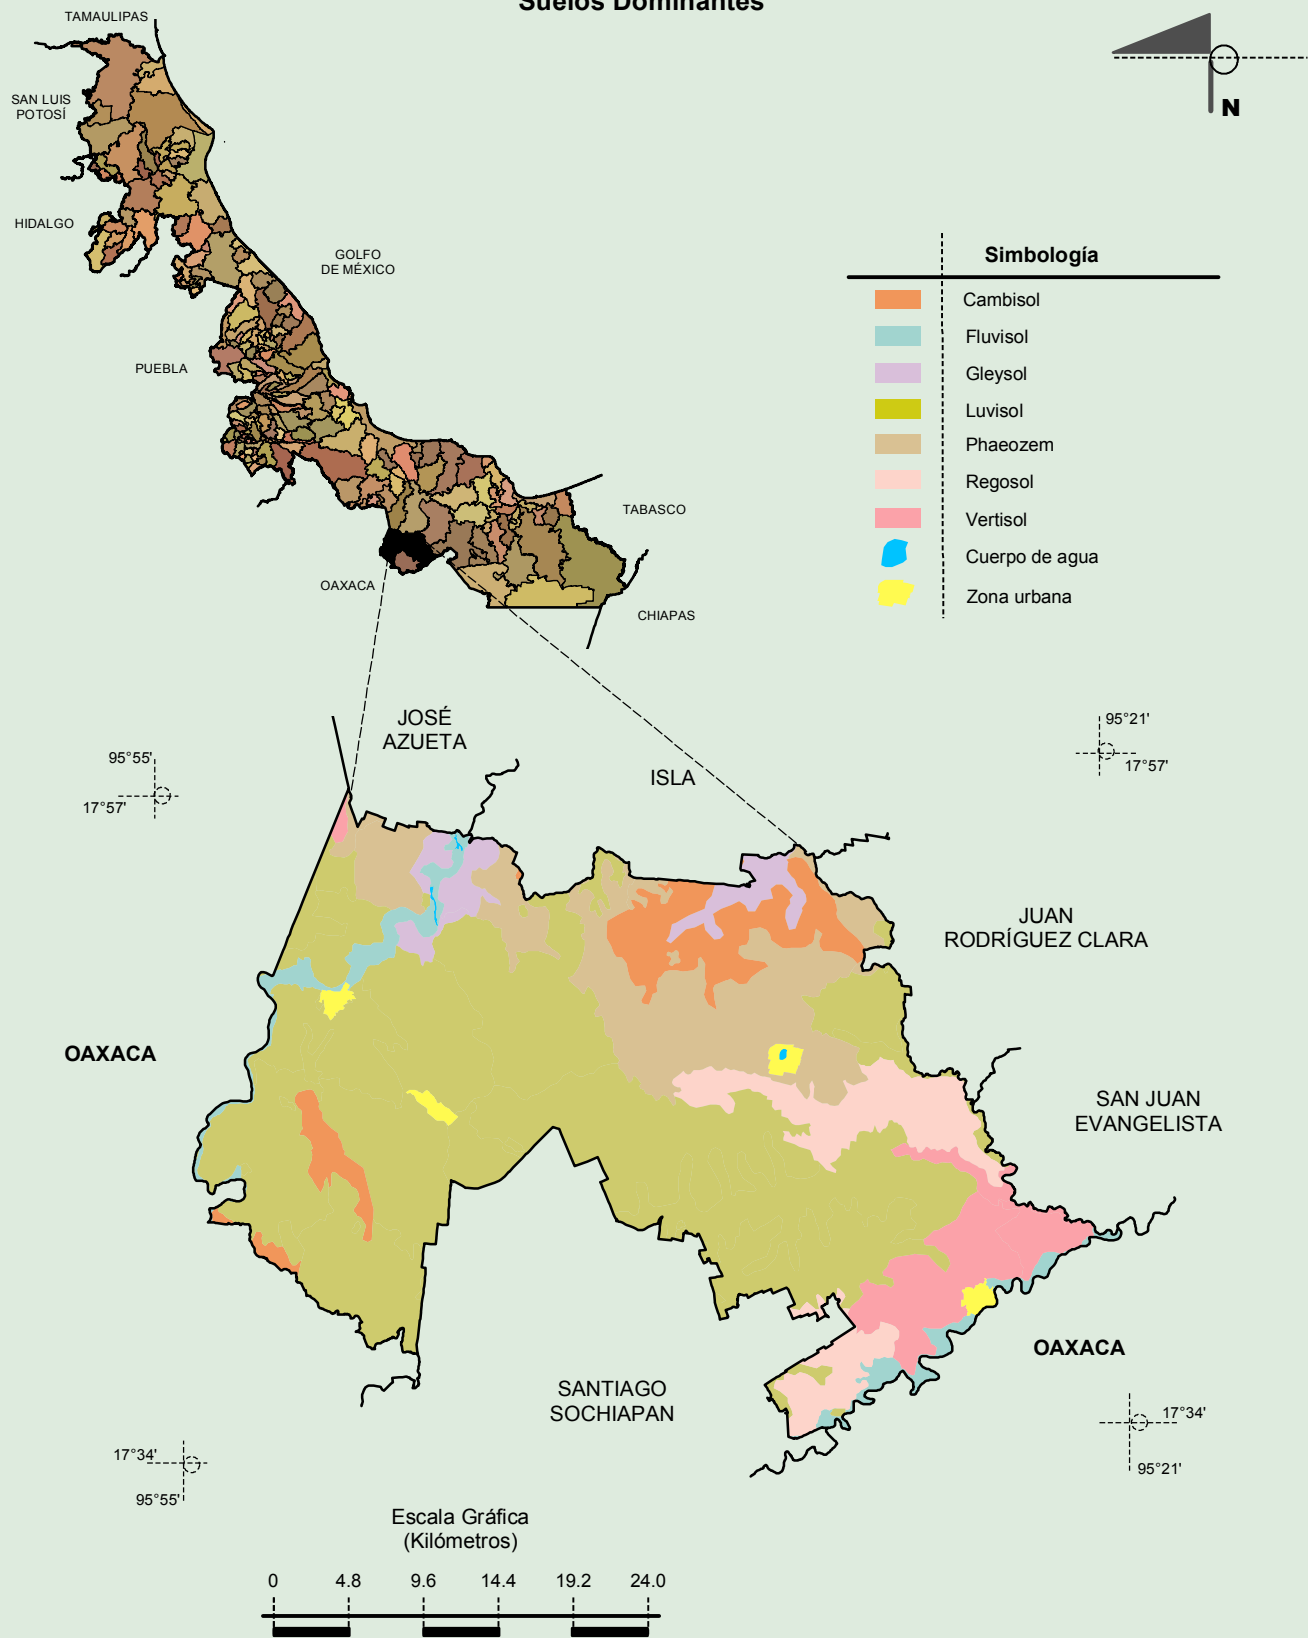 Suelos Dominantes
TAMAULIPAS
SAN LUIS
POTOSÍ
HIDALGO
GOLFO
DE MÉXICO
PUEBLA
TABASCO
OAXACA
CHIAPAS
N
Simbología
Cambisol
Fluvisol
Gleysol
Luvisol
Phaeozem
Regosol
Vertisol
Cuerpo de agua
Zona urbana
JOSÉ
AZUETA
ISLA
95°55'
17°57'
95°21'
17°57'
JUAN
RODRÍGUEZ CLARA
OAXACA
SAN JUAN
EVANGELISTA
OAXACA
SANTIAGO
SOCHIAPAN
17°34'
95°55'
17°34'
95°21'
Escala Gráfica
(Kilómetros)
0 4.8 9.6 14.4 19.2 24.0